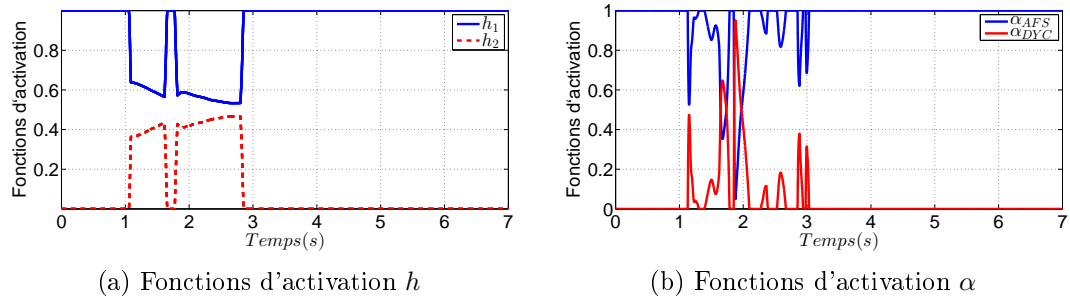 Fonctions d'activation
1
0.8
0.6
0.4
0.2
0
0 1 2 3 4 5 6 7
Temps(s)
h1
h2
(a) Fonctions d'activation h
Fonctions d'activation
1
0.8
0.6
0.4
0.2
0
0 1 2 3 4 5 6 7
Temps(s)
αAFS
αDYC
(b) Fonctions d'activation α